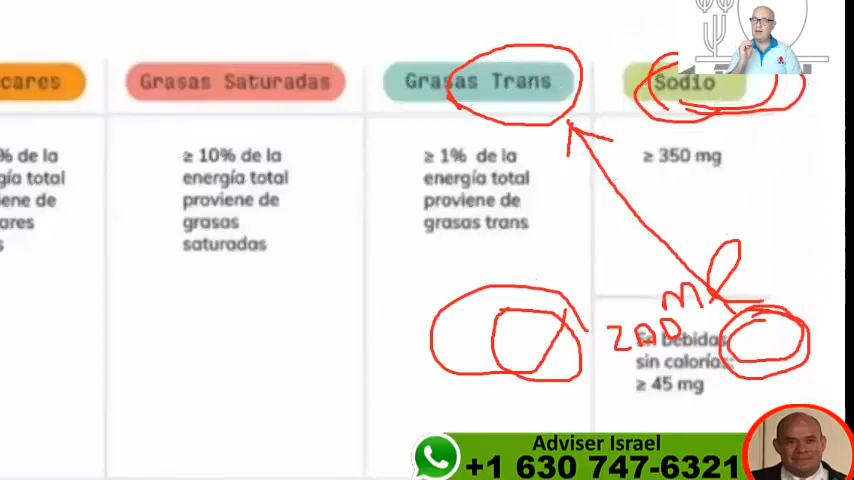 cares
Grasas Saturadas
Grasas Trans
Sodio
% de la
gía total
iene de
ares
s
≥ 10% de la
energía total
proviene de
grasas
saturadas
≥ 1% de la
energía total
proviene de
grasas trans
≥ 350 mg
200 ml
En bebidas
sin calorías:
≥ 45 mg
Adviser Israel
+1 630 747-6321